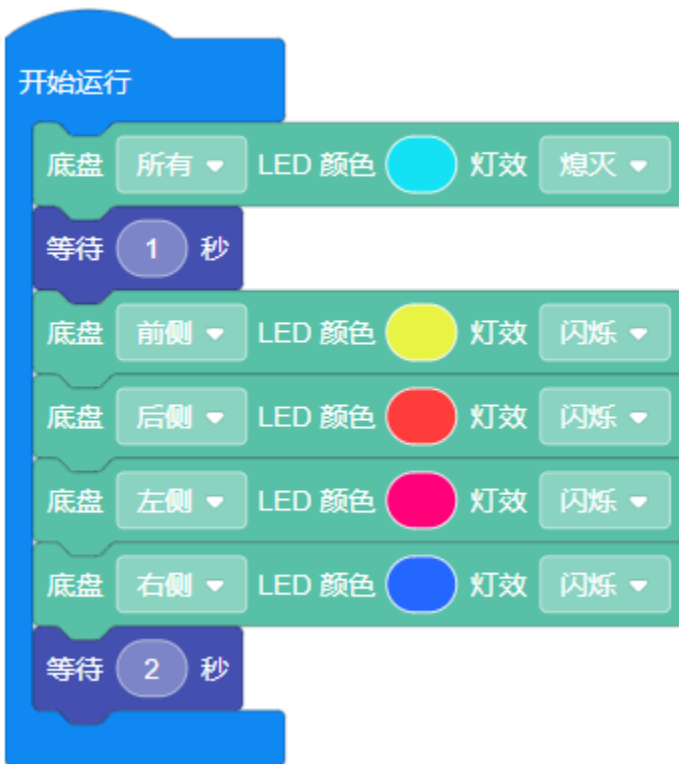 开始运行
底盘 所有 LED 颜色 灯效 熄灭
等待 1 秒
底盘 前侧 LED 颜色 灯效 闪烁
底盘 后侧 LED 颜色 灯效 闪烁
底盘 左侧 LED 颜色 灯效 闪烁
底盘 右侧 LED 颜色 灯效 闪烁
等待 2 秒